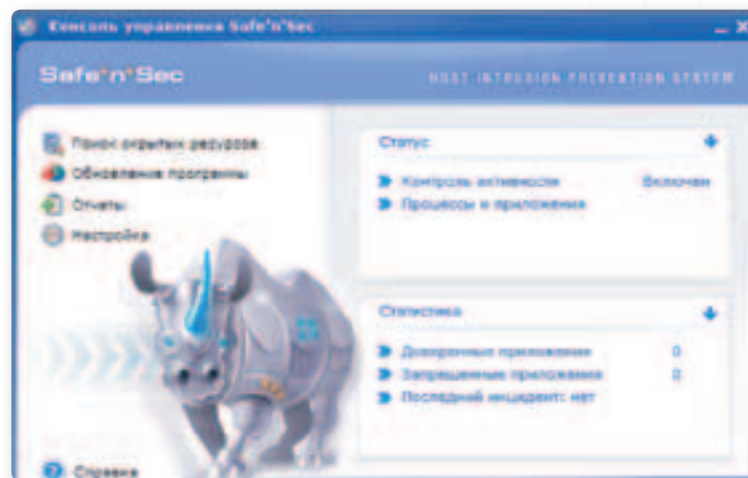 Консоль управления Safe'n'Sec
Safe'n'Sec
HOST INTRUSION PREVENTION SYSTEM
Поиск скрытых ресурсов
Обновление программы
Отчеты
Настройка
Справка
Статус
Контроль активности Включен
Процессы и приложения
Статистика
Доверенные приложения 0
Запрещенные приложения 0
Последний инцидент: нет